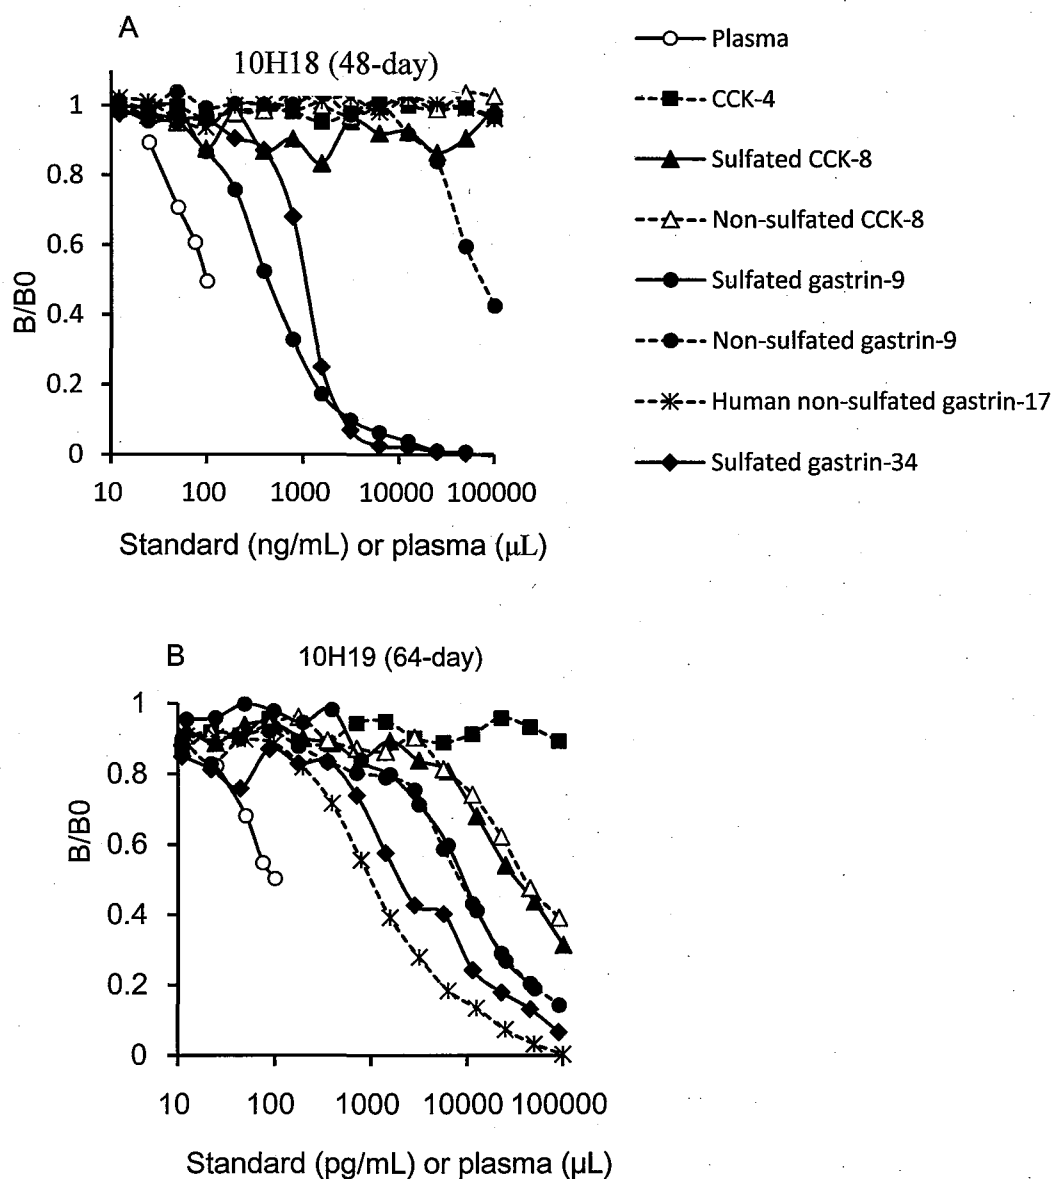 A
10H18 (48-day)
B/B0
1
0.8
0.6
0.4
0.2
0
10 100 1000 10000 100000
Standard (ng/mL) or plasma (µL)
Plasma
CCK-4
Sulfated CCK-8
Non-sulfated CCK-8
Sulfated gastrin-9
Non-sulfated gastrin-9
Human non-sulfated gastrin-17
Sulfated gastrin-34
B
10H19 (64-day)
B/B0
1
0.8
0.6
0.4
0.2
0
10 100 1000 10000 100000
Standard (pg/mL) or plasma (µL)